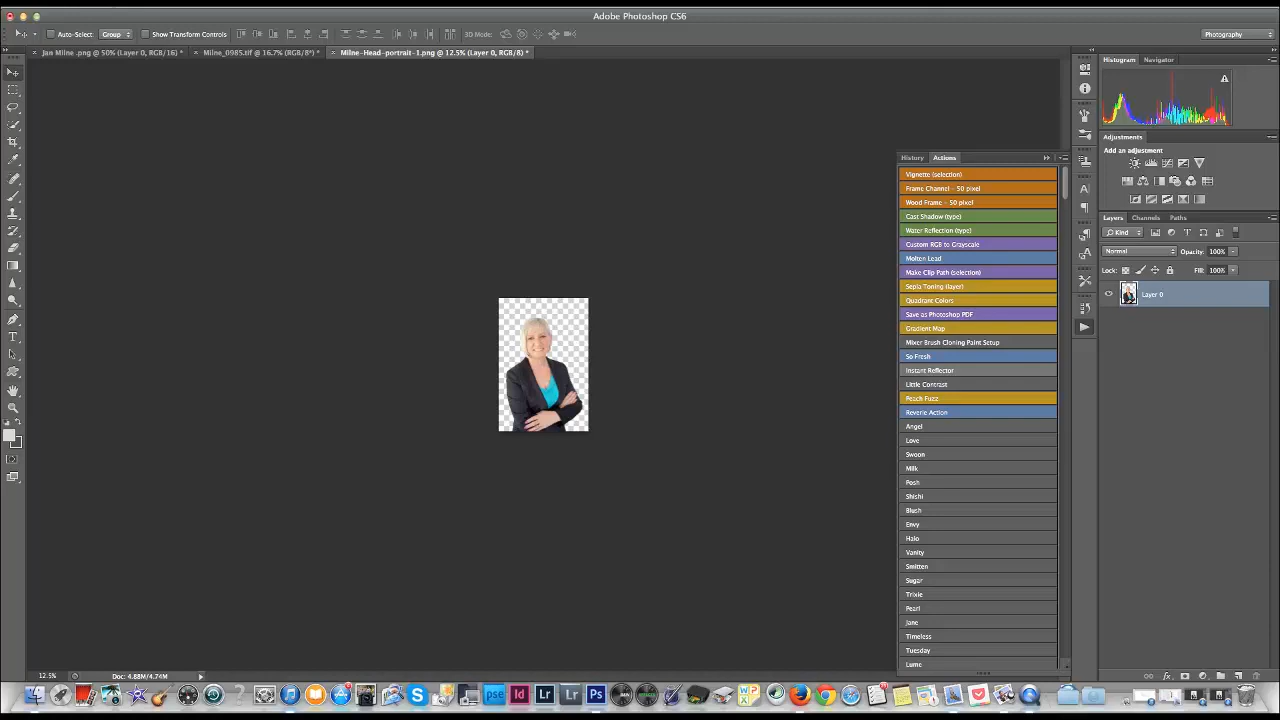 Adobe Photoshop CS6
Auto-Select: Group Show Transform Controls 3D Mode: Photography
Jan Milne .png @ 50% (Layer 0, RGB/16) * Milne_0985.tif @ 16.7% (RGB/8*) * Milne-Head-portrait-1.png @ 12.5% (Layer 0, RGB/8) *
Histogram Navigator
Adjustments
Add an adjustment
History Actions
Vignette (selection)
Frame Channel - 50 pixel
Wood Frame - 50 pixel
Cast Shadow (type)
Water Reflection (type)
Custom RGB to Grayscale
Molten Lead
Make Clip Path (selection)
Sepia Toning (layer)
Quadrant Colors
Save as Photoshop PDF
Gradient Map
Mixer Brush Cloning Paint Setup
So Fresh
Instant Reflector
Little Contrast
Peach Fuzz
Reverie Action
Angel
Love
Swoon
Milk
Posh
Shishi
Blush
Envy
Halo
Vanity
Smitten
Sugar
Trixie
Pearl
Jane
Timeless
Tuesday
Lume
Layers Channels Paths
Kind
Normal Opacity: 100%
Lock: Fill: 100%
Layer 0
12.5% Doc: 4.88M/4.74M
pse Id Lr Lr Ps